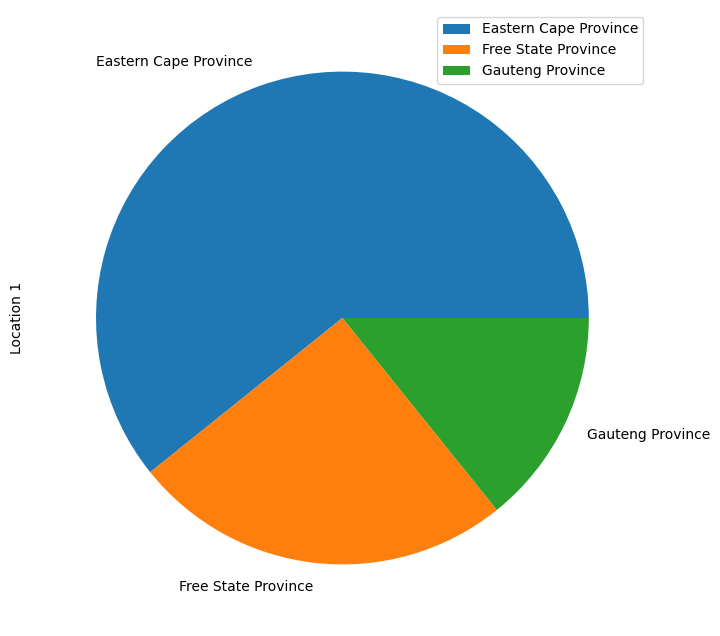 Eastern Cape Province
Free State Province
Gauteng Province
Eastern Cape Province
Location 1
Gauteng Province
Free State Province